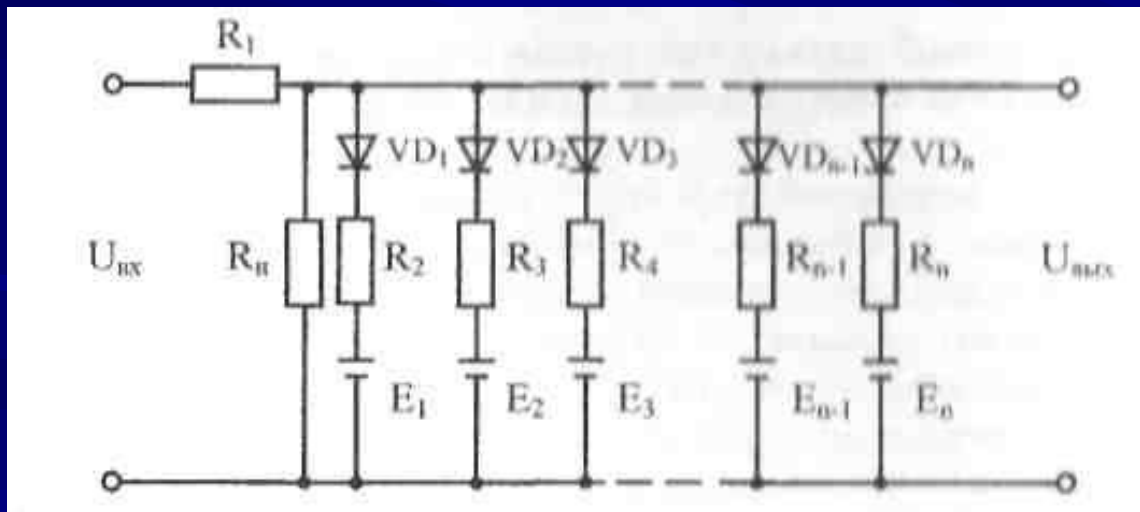 R₁
VD₁ VD₂ VD₃ VDₙ₋₁ VDₙ
Uвх Rн R₂ R₃ R₄ Rₙ₋₁ Rₙ Uвых
E₁ E₂ E₃ Eₙ₋₁ Eₙ